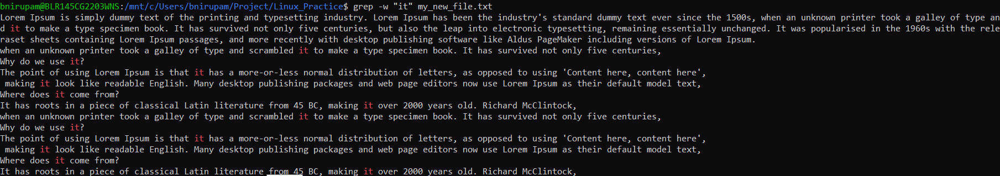 bnirupam@BLR145CG2203WNS:/mnt/c/Users/bnirupam/Project/Linux_Practice$ grep -w "it" my_new_file.txt
Lorem Ipsum is simply dummy text of the printing and typesetting industry. Lorem Ipsum has been the industry's standard dummy text ever since the 1500s, when an unknown printer took a galley of type an
d it to make a type specimen book. It has survived not only five centuries, but also the leap into electronic typesetting, remaining essentially unchanged. It was popularised in the 1960s with the rele
raset sheets containing Lorem Ipsum passages, and more recently with desktop publishing software like Aldus PageMaker including versions of Lorem Ipsum.
when an unknown printer took a galley of type and scrambled it to make a type specimen book. It has survived not only five centuries,
Why do we use it?
The point of using Lorem Ipsum is that it has a more-or-less normal distribution of letters, as opposed to using 'Content here, content here',
 making it look like readable English. Many desktop publishing packages and web page editors now use Lorem Ipsum as their default model text,
Where does it come from?
It has roots in a piece of classical Latin literature from 45 BC, making it over 2000 years old. Richard McClintock,
when an unknown printer took a galley of type and scrambled it to make a type specimen book. It has survived not only five centuries,
Why do we use it?
The point of using Lorem Ipsum is that it has a more-or-less normal distribution of letters, as opposed to using 'Content here, content here',
 making it look like readable English. Many desktop publishing packages and web page editors now use Lorem Ipsum as their default model text,
Where does it come from?
It has roots in a piece of classical Latin literature from 45 BC, making it over 2000 years old. Richard McClintock,